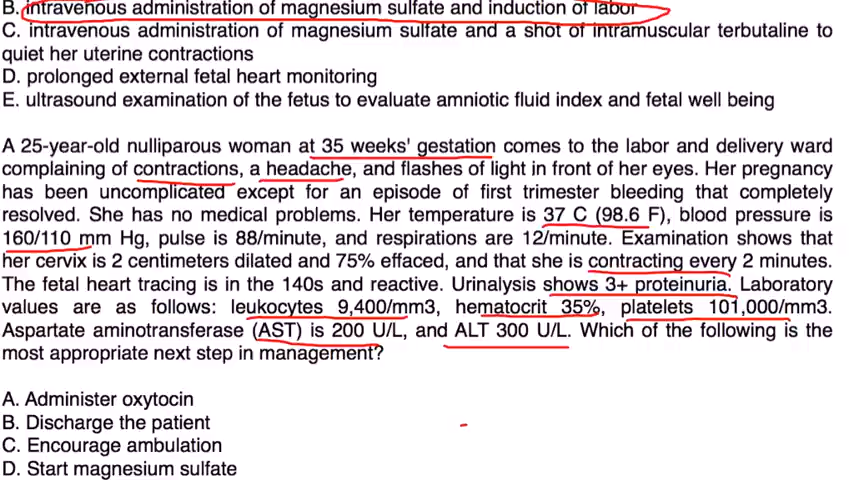 B. intravenous administration of magnesium sulfate and induction of labor
C. intravenous administration of magnesium sulfate and a shot of intramuscular terbutaline to
quiet her uterine contractions
D. prolonged external fetal heart monitoring
E. ultrasound examination of the fetus to evaluate amniotic fluid index and fetal well being
A 25-year-old nulliparous woman at 35 weeks' gestation comes to the labor and delivery ward
complaining of contractions, a headache, and flashes of light in front of her eyes. Her pregnancy
has been uncomplicated except for an episode of first trimester bleeding that completely
resolved. She has no medical problems. Her temperature is 37 C (98.6 F), blood pressure is
160/110 mm Hg, pulse is 88/minute, and respirations are 12/minute. Examination shows that
her cervix is 2 centimeters dilated and 75% effaced, and that she is contracting every 2 minutes.
The fetal heart tracing is in the 140s and reactive. Urinalysis shows 3+ proteinuria. Laboratory
values are as follows: leukocytes 9,400/mm3, hematocrit 35%, platelets 101,000/mm3.
Aspartate aminotransferase (AST) is 200 U/L, and ALT 300 U/L. Which of the following is the
most appropriate next step in management?
A. Administer oxytocin
B. Discharge the patient
C. Encourage ambulation
D. Start magnesium sulfate